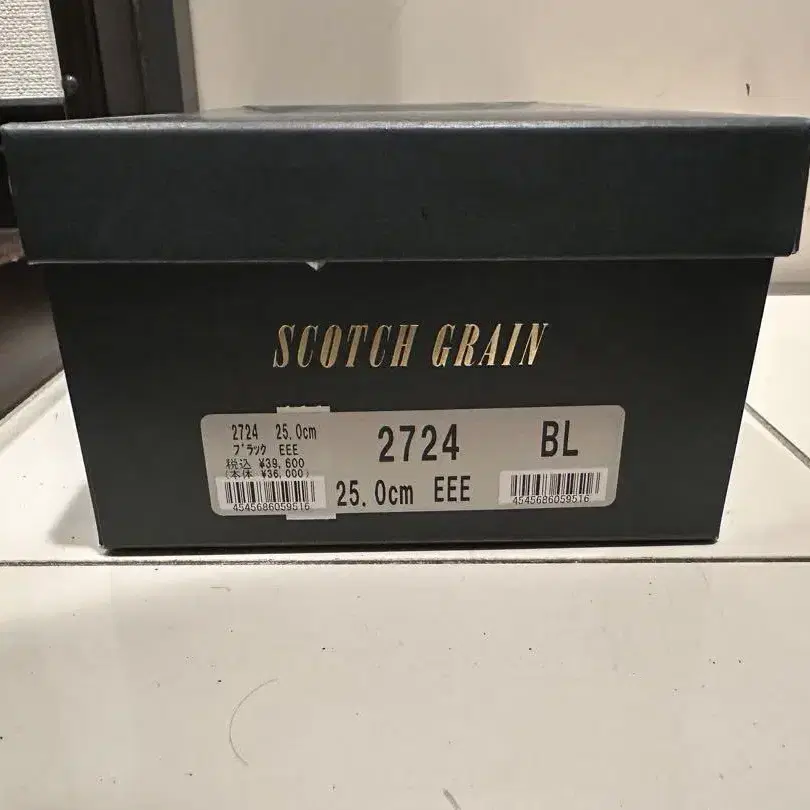 SCOTCH GRAIN
2724 25.0cm
ブラック EEE
税込 ¥39,600
(本体 ¥36,000)
4545686059516
2724 BL
25.0cm EEE
4545686059516